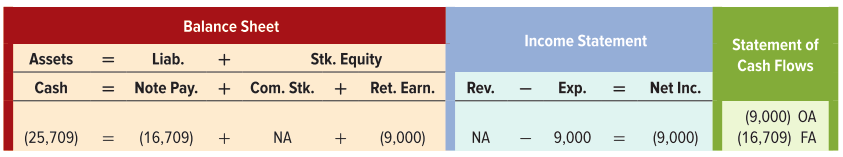 Balance Sheet
Income Statement
Statement of
Cash Flows
Assets = Liab. + Stk. Equity
Cash = Note Pay. + Com. Stk. + Ret. Earn. Rev. − Exp. = Net Inc.
(9,000) OA
(25,709) = (16,709) + NA + (9,000) NA − 9,000 = (9,000) (16,709) FA